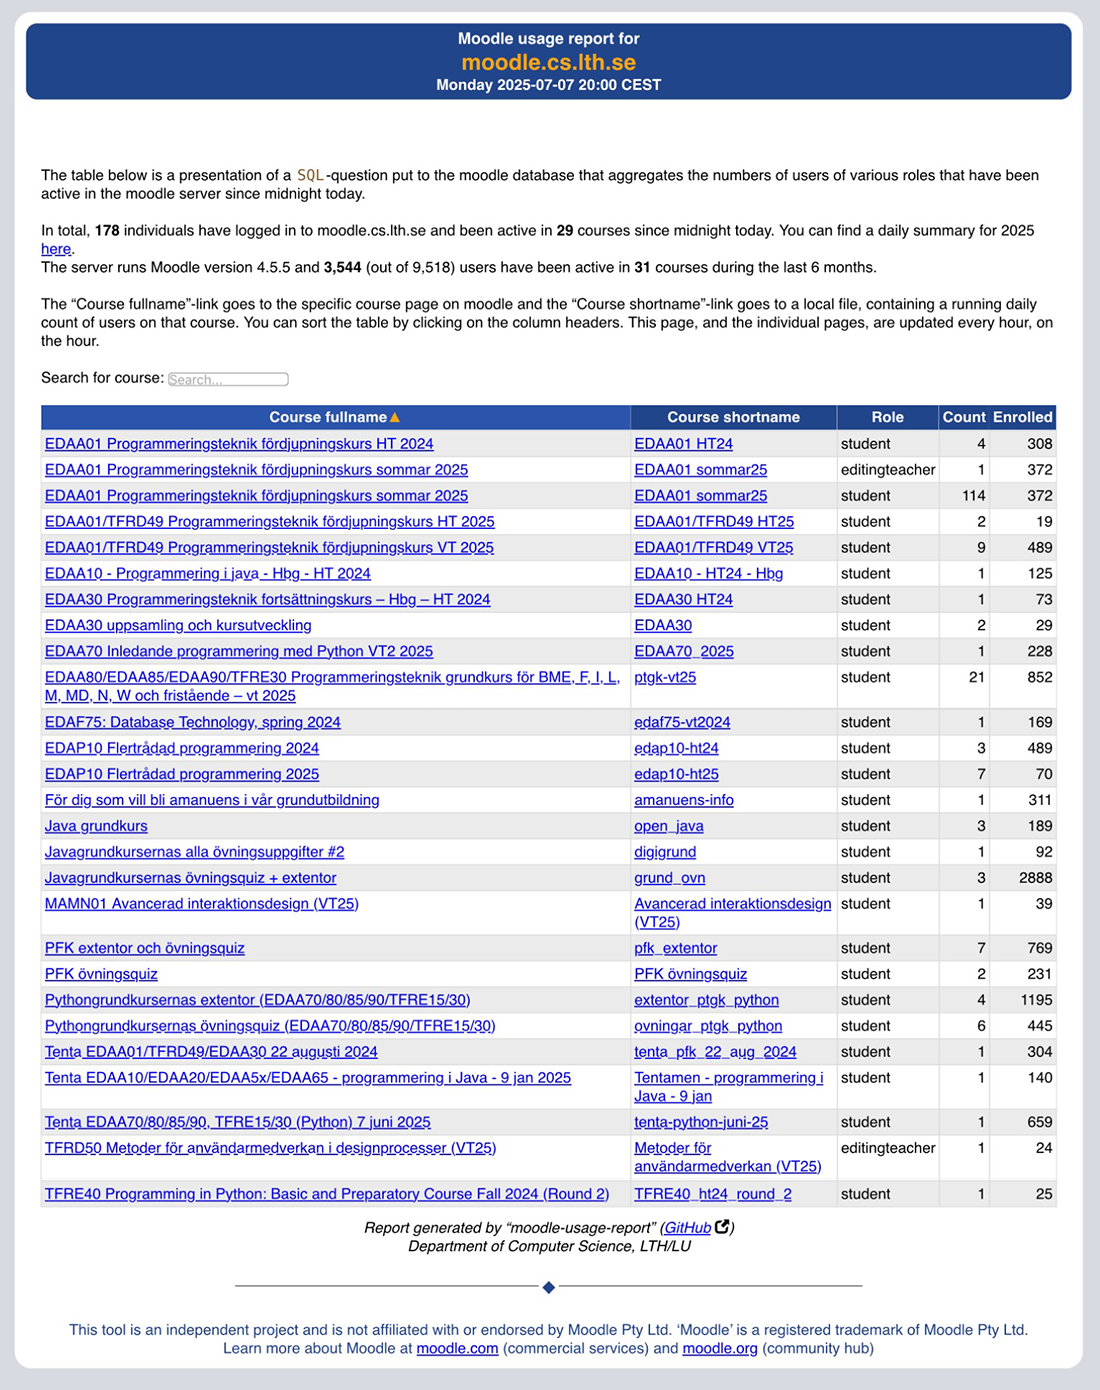 Moodle usage report for
moodle.cs.lth.se
Monday 2025-07-07 20:00 CEST
The table below is a presentation of a SQL-question put to the moodle database that aggregates the numbers of users of various roles that have been
active in the moodle server since midnight today.
In total, 178 individuals have logged in to moodle.cs.lth.se and been active in 29 courses since midnight today. You can find a daily summary for 2025
here.
The server runs Moodle version 4.5.5 and 3,544 (out of 9,518) users have been active in 31 courses during the last 6 months.
The “Course fullname”-link goes to the specific course page on moodle and the “Course shortname”-link goes to a local file, containing a running daily
count of users on that course. You can sort the table by clicking on the column headers. This page, and the individual pages, are updated every hour, on
the hour.
Search for course: Search...
Course fullname▲ Course shortname Role Count Enrolled
EDAA01 Programmeringsteknik fördjupningskurs HT 2024 EDAA01 HT24 student 4 308
EDAA01 Programmeringsteknik fördjupningskurs sommar 2025 EDAA01 sommar25 editingteacher 1 372
EDAA01 Programmeringsteknik fördjupningskurs sommar 2025 EDAA01 sommar25 student 114 372
EDAA01/TFRD49 Programmeringsteknik fördjupningskurs HT 2025 EDAA01/TFRD49 HT25 student 2 19
EDAA01/TFRD49 Programmeringsteknik fördjupningskurs VT 2025 EDAA01/TFRD49 VT25 student 9 489
EDAA10 - Programmering i java - Hbg - HT 2024 EDAA10 - HT24 - Hbg student 1 125
EDAA30 Programmeringsteknik fortsättningskurs – Hbg – HT 2024 EDAA30 HT24 student 1 73
EDAA30 uppsamling och kursutveckling EDAA30 student 2 29
EDAA70 Inledande programmering med Python VT2 2025 EDAA70_2025 student 1 228
EDAA80/EDAA85/EDAA90/TFRE30 Programmeringsteknik grundkurs för BME, F, I, L, ptgk-vt25 student 21 852
M, MD, N, W och fristående – vt 2025
EDAF75: Database Technology, spring 2024 edaf75-vt2024 student 1 169
EDAP10 Flertrådad programmering 2024 edap10-ht24 student 3 489
EDAP10 Flertrådad programmering 2025 edap10-ht25 student 7 70
För dig som vill bli amanuens i vår grundutbildning amanuens-info student 1 311
Java grundkurs open_java student 3 189
Javagrundkursernas alla övningsuppgifter #2 digigrund student 1 92
Javagrundkursernas övningsquiz + extentor grund_ovn student 3 2888
MAMN01 Avancerad interaktionsdesign (VT25) Avancerad interaktionsdesign student 1 39
(VT25)
PFK extentor och övningsquiz pfk_extentor student 7 769
PFK övningsquiz PFK övningsquiz student 2 231
Pythongrundkursernas extentor (EDAA70/80/85/90/TFRE15/30) extentor_ptgk_python student 4 1195
Pythongrundkursernas övningsquiz (EDAA70/80/85/90/TFRE15/30) ovningar_ptgk_python student 6 445
Tenta EDAA01/TFRD49/EDAA30 22 augusti 2024 tenta_pfk_22_aug_2024 student 1 304
Tenta EDAA10/EDAA20/EDAA5x/EDAA65 - programmering i Java - 9 jan 2025 Tentamen - programmering i student 1 140
Java - 9 jan
Tenta EDAA70/80/85/90, TFRE15/30 (Python) 7 juni 2025 tenta-python-juni-25 student 1 659
TFRD50 Metoder för användarmedverkan i designprocesser (VT25) Metoder för editingteacher 1 24
användarmedverkan (VT25)
TFRE40 Programming in Python: Basic and Preparatory Course Fall 2024 (Round 2) TFRE40_ht24_round_2 student 1 25
Report generated by “moodle-usage-report” (GitHub)
Department of Computer Science, LTH/LU
This tool is an independent project and is not affiliated with or endorsed by Moodle Pty Ltd. ‘Moodle’ is a registered trademark of Moodle Pty Ltd.
Learn more about Moodle at moodle.com (commercial services) and moodle.org (community hub)